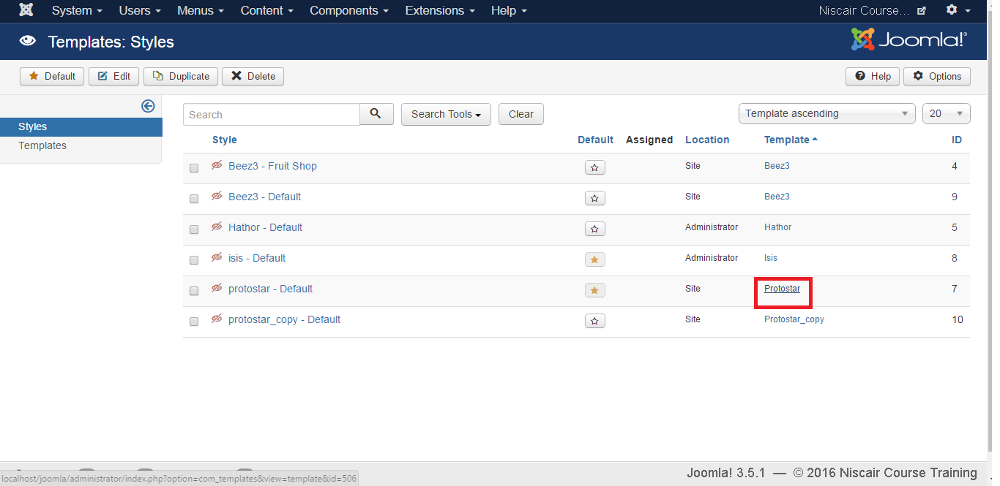 System Users Menus Content Components Extensions Help Niscair Course...
Templates: Styles Joomla!®
Default Edit Duplicate Delete Help Options
Search Search Tools Clear Template ascending 20
Styles
Templates
Style Default Assigned Location Template ID
Beez3 - Fruit Shop Site Beez3 4
Beez3 - Default Site Beez3 9
Hathor - Default Administrator Hathor 5
isis - Default Administrator Isis 8
protostar - Default Site Protostar 7
protostar_copy - Default Site Protostar_copy 10
Joomla! 3.5.1 — © 2016 Niscair Course Training
localhost/joomla/administrator/index.php?option=com_templates&view=template&id=506